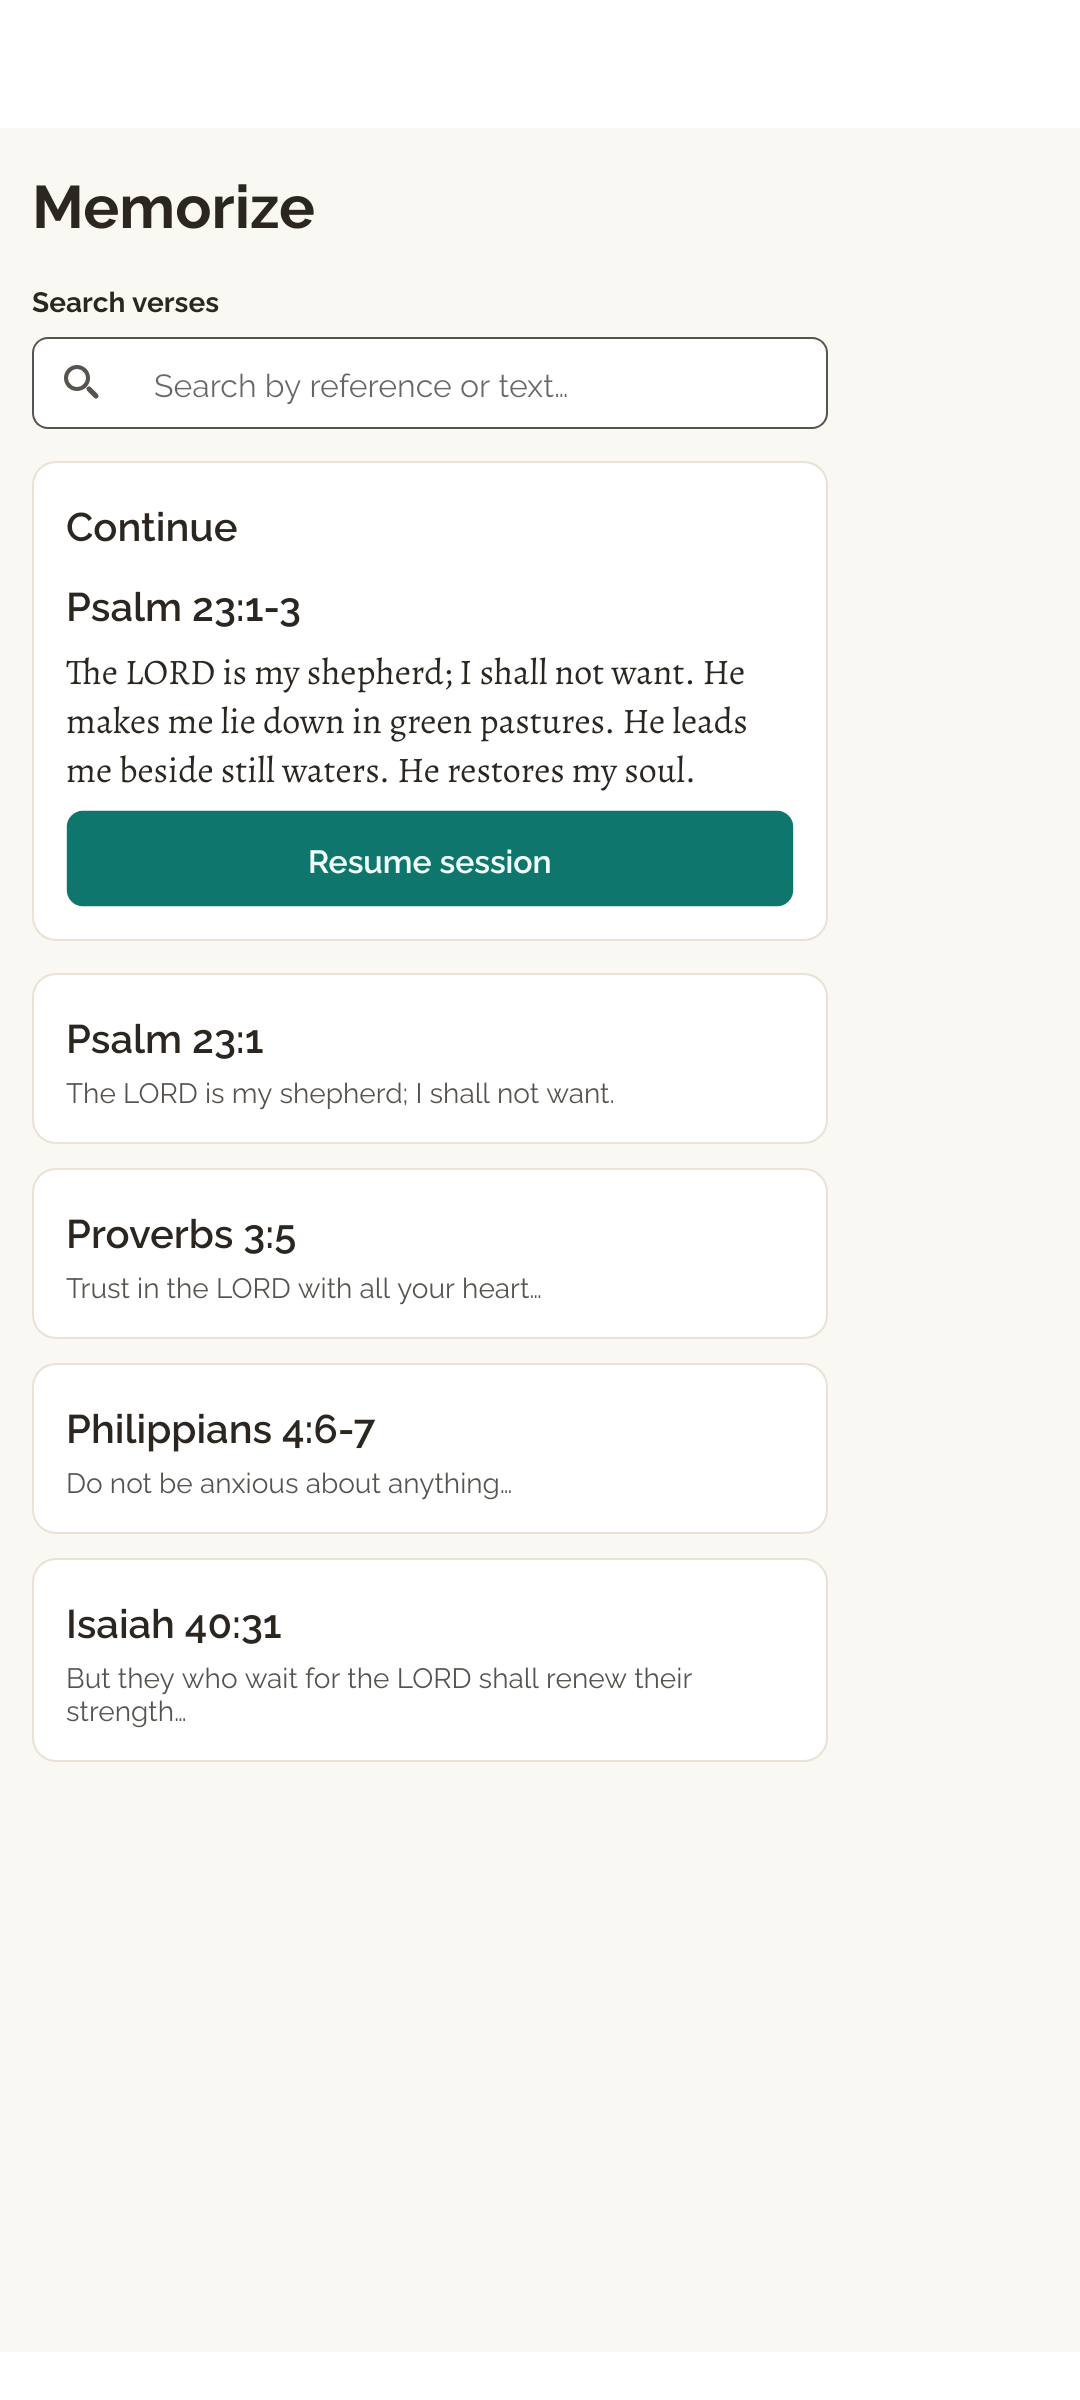 Memorize
Search verses
Search by reference or text…
Continue
Psalm 23:1-3
The LORD is my shepherd; I shall not want. He
makes me lie down in green pastures. He leads
me beside still waters. He restores my soul.
Resume session
Psalm 23:1
The LORD is my shepherd; I shall not want.
Proverbs 3:5
Trust in the LORD with all your heart…
Philippians 4:6-7
Do not be anxious about anything…
Isaiah 40:31
But they who wait for the LORD shall renew their
strength…